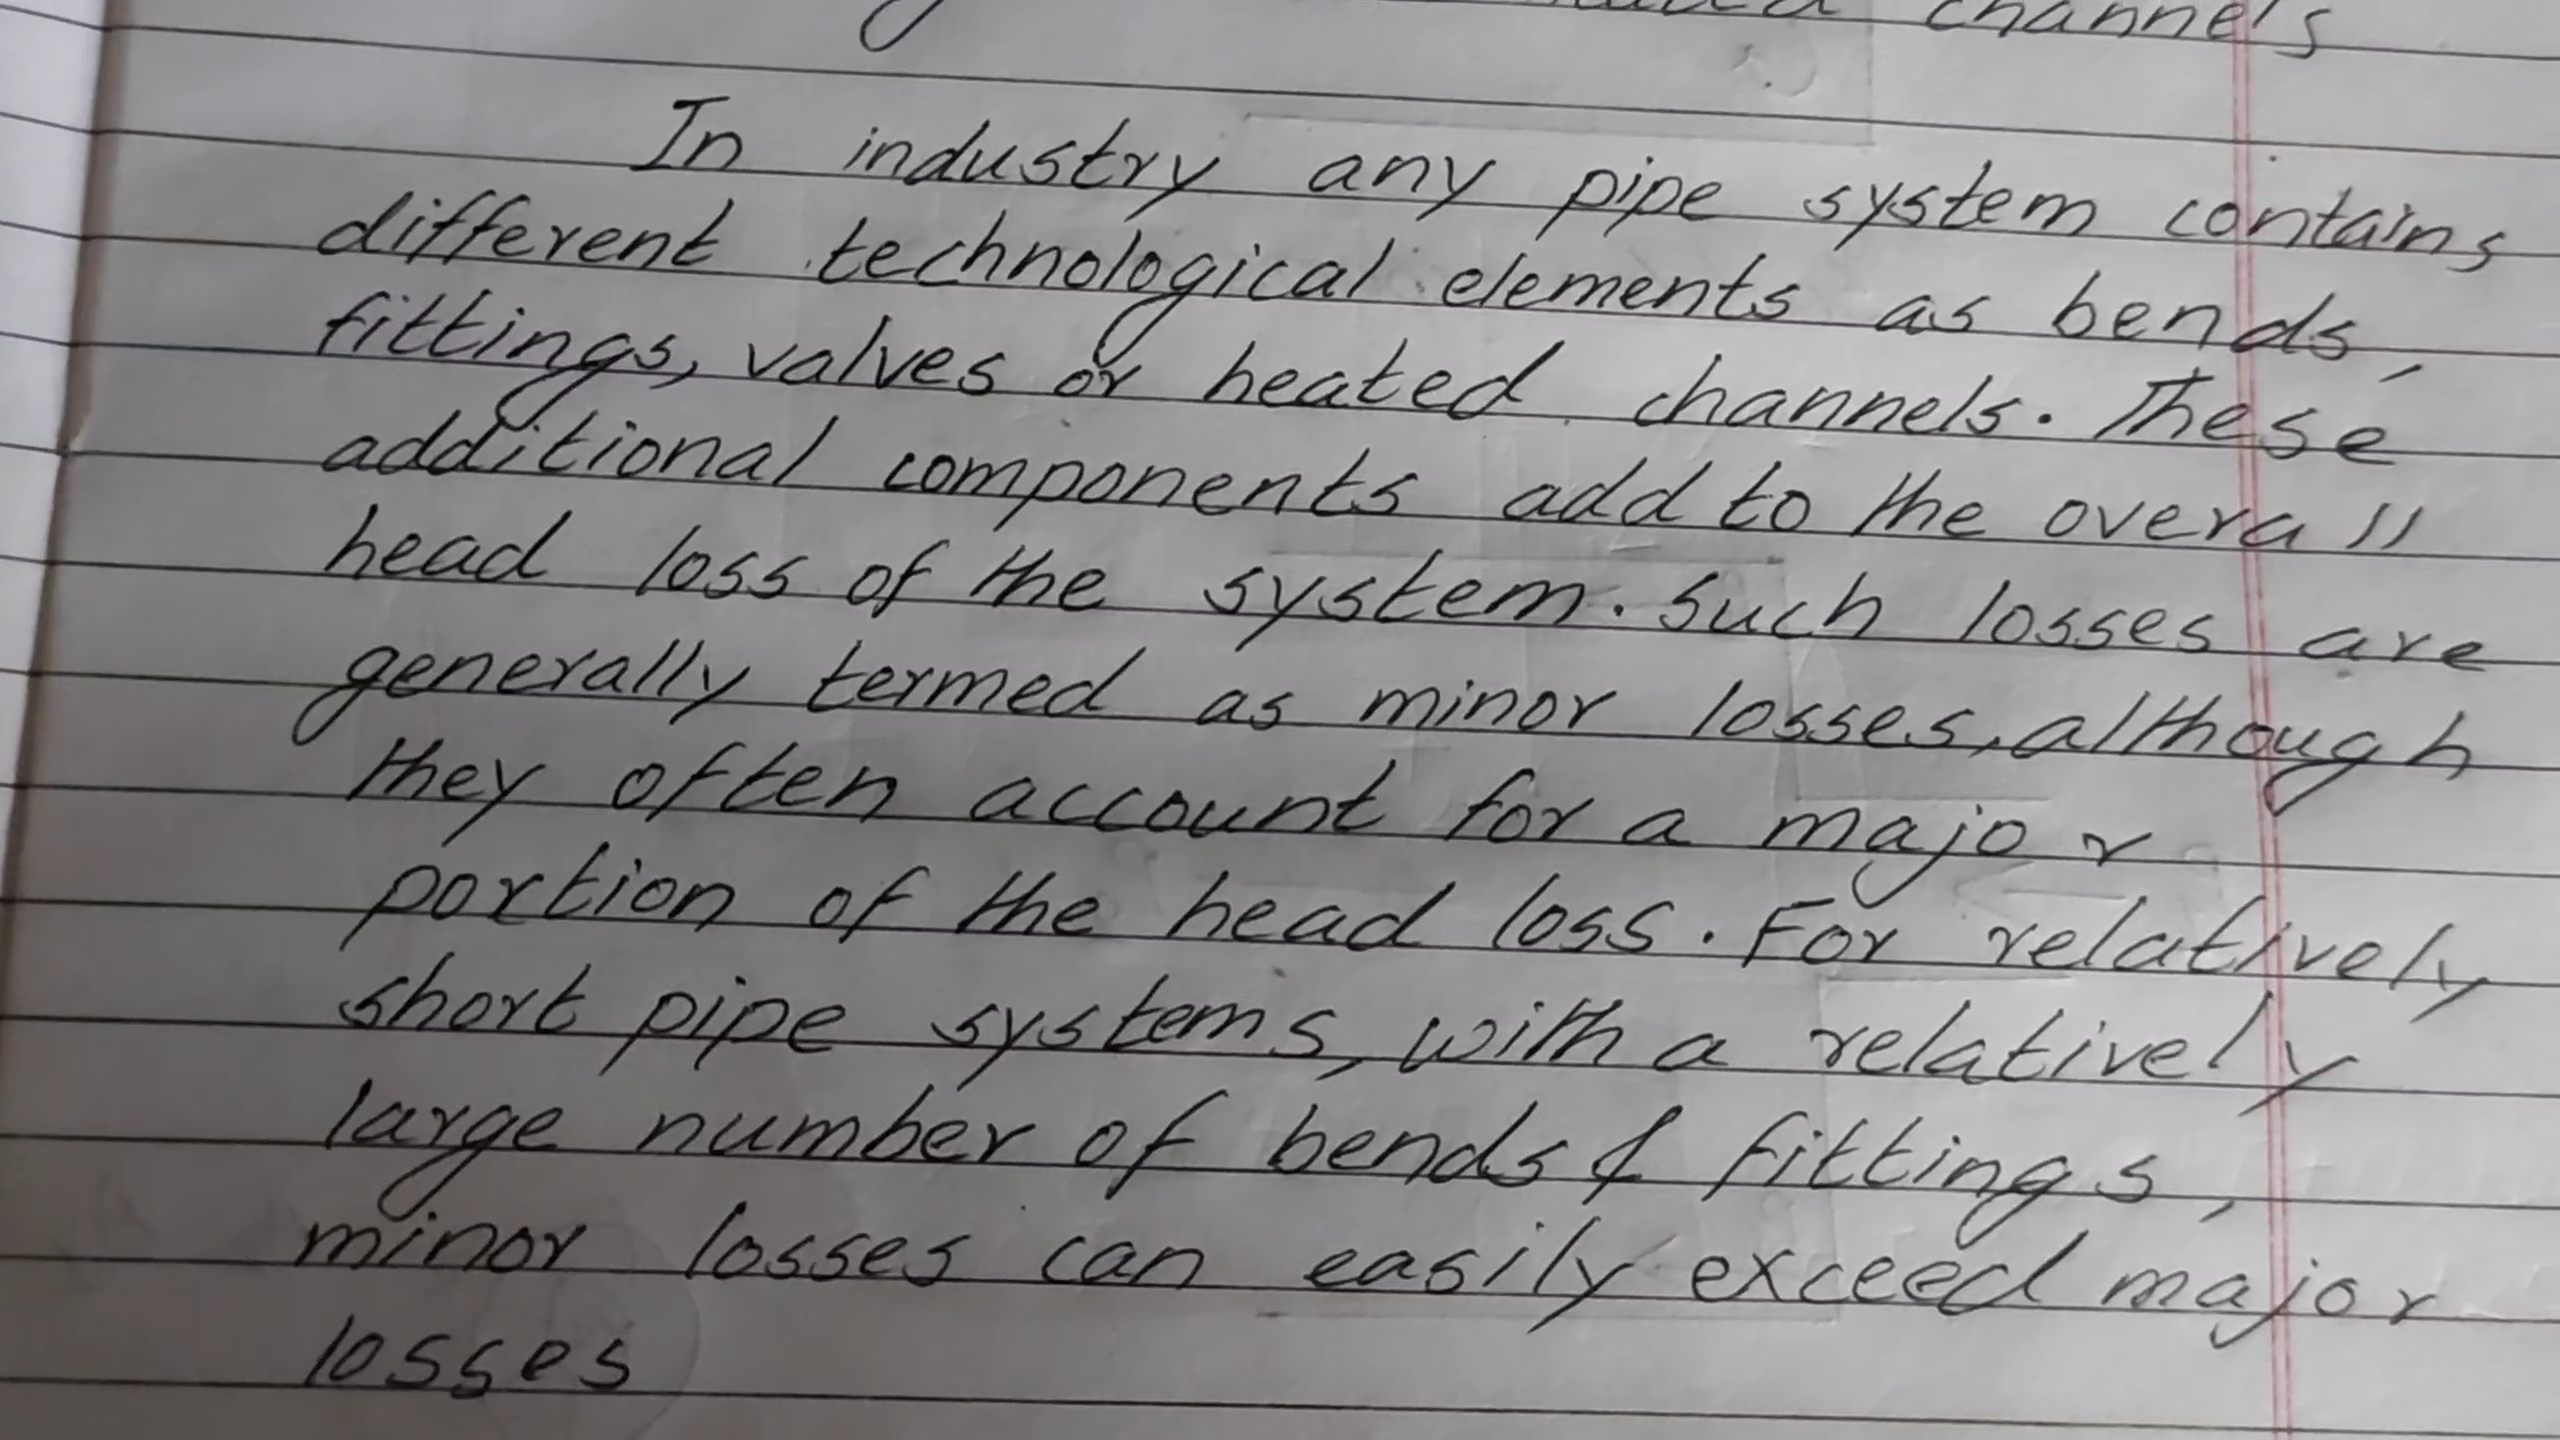 channels
In industry any pipe system contains
different technological elements as bends,
fittings, valves or heated channels. These
additional components add to the overall
head loss of the system. Such losses are
generally termed as minor losses, although
they often account for a major
portion of the head loss. For relatively
short pipe systems, with a relatively
large number of bends & fittings,
minor losses can easily exceed major
losses